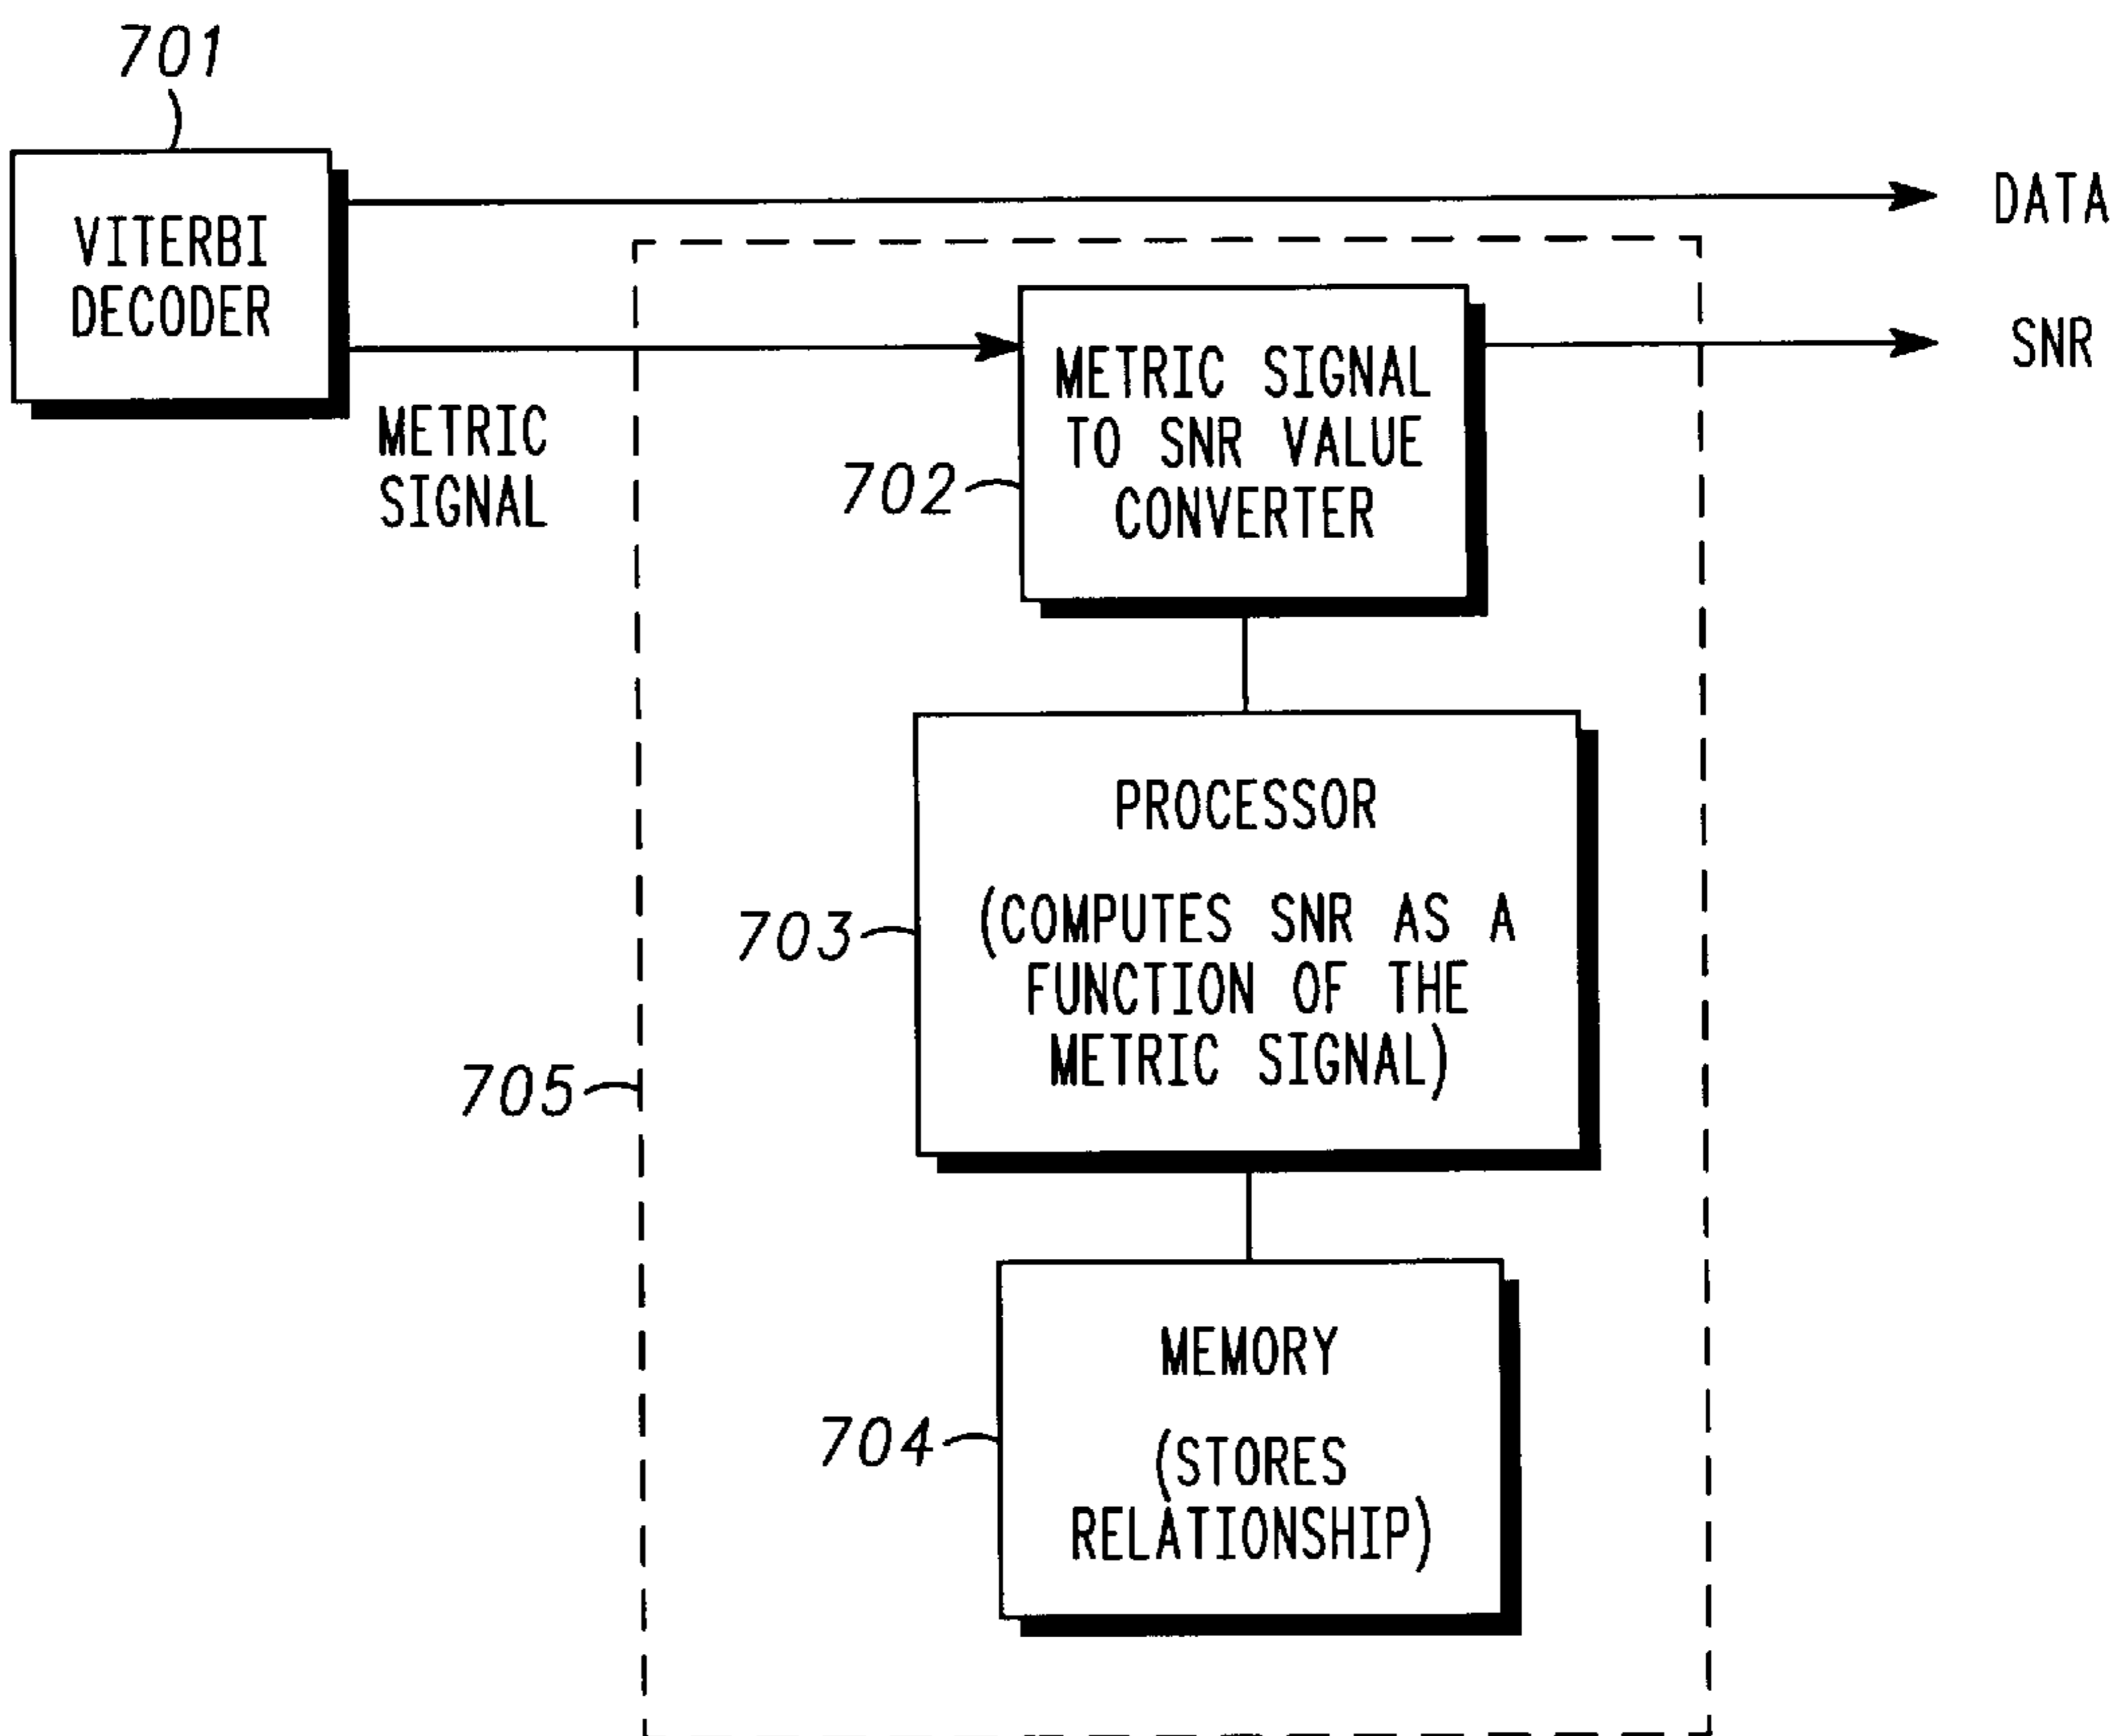 701
VITERBI
DECODER
DATA
SNR
METRIC
SIGNAL
METRIC SIGNAL
TO SNR VALUE
CONVERTER
702
PROCESSOR
(COMPUTES SNR AS A
FUNCTION OF THE
METRIC SIGNAL)
703
705
MEMORY
(STORES
RELATIONSHIP)
704